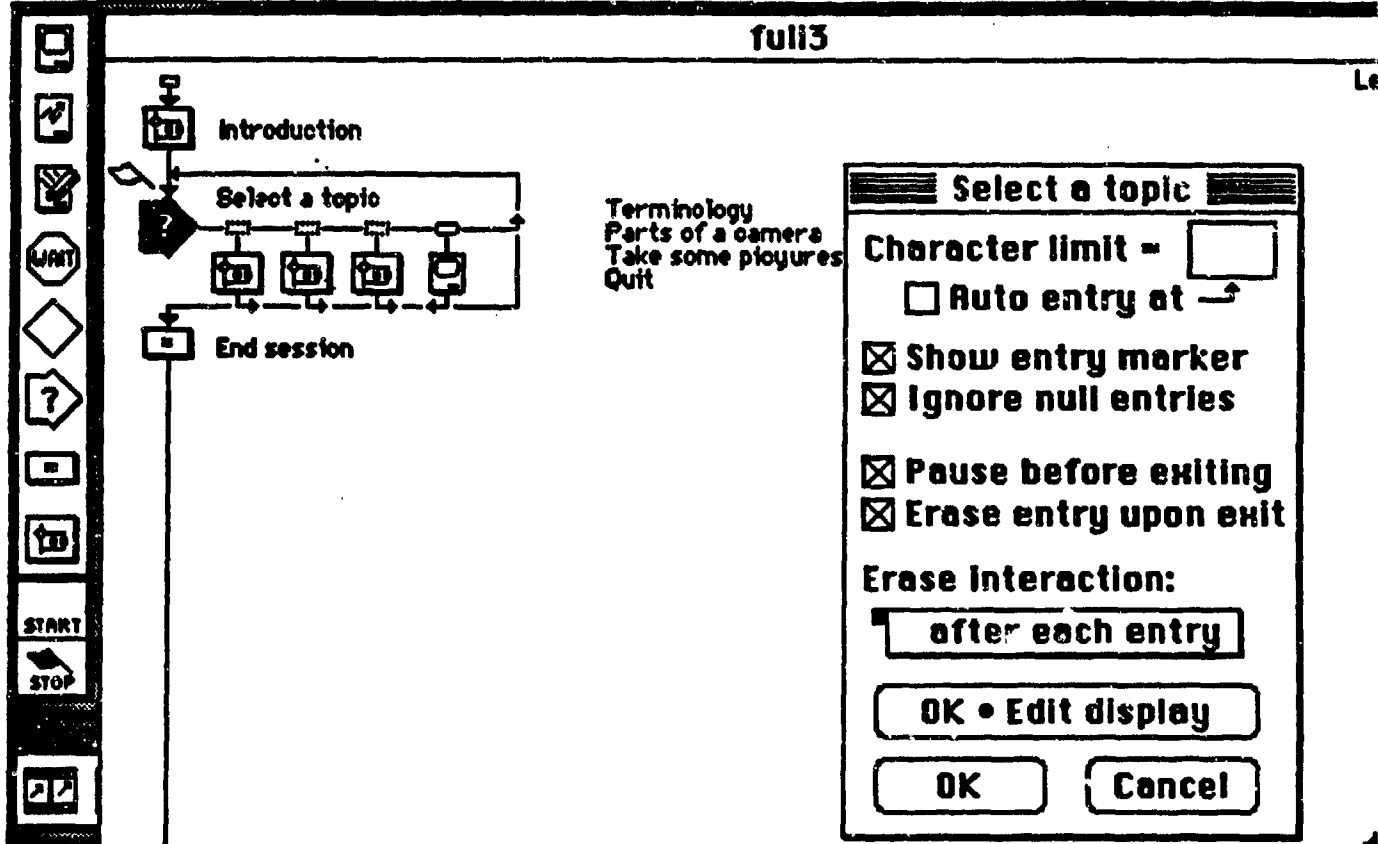 fuli3
Le
Introduction
Select a topic
?
Terminology
Parts of a camera
Take some pioyures
Quit
=
End session
WAIT
?
=
START
STOP
Select a topic
Character limit =
Auto entry at
Show entry marker
Ignore null entries
Pause before exiting
Erase entry upon exit
Erase interaction:
after each entry
OK • Edit display
OK
Cancel